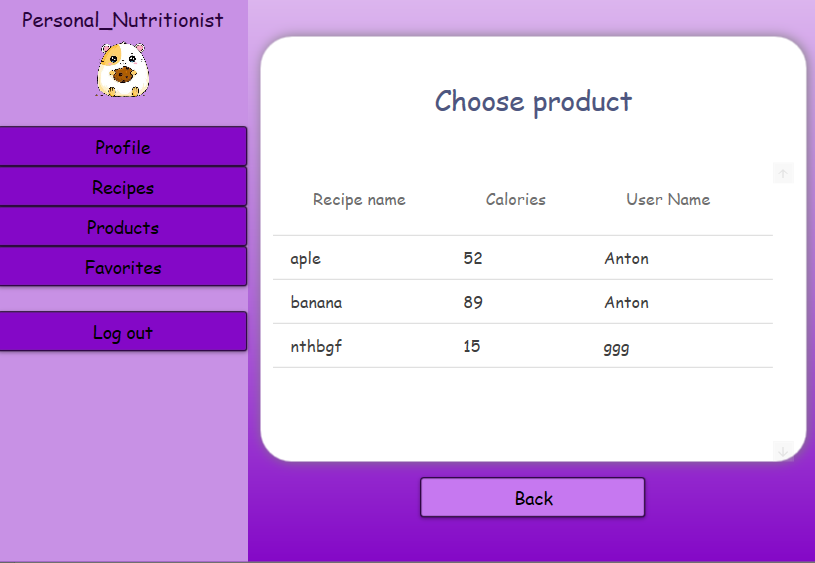 Personal_Nutritionist
Profile
Recipes
Products
Favorites
Log out
Choose product
Recipe name Calories User Name
aple 52 Anton
banana 89 Anton
nthbgf 15 ggg
Back